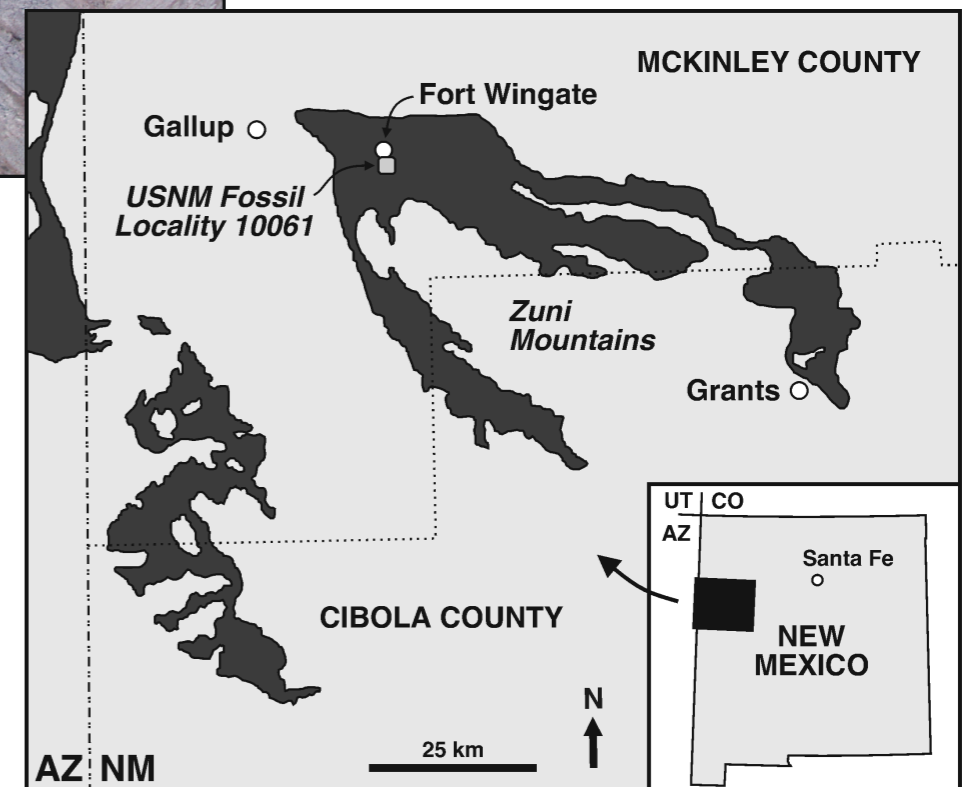 MCKINLEY COUNTY
Fort Wingate
Gallup
USNM Fossil
Locality 10061
Zuni
Mountains
Grants
CIBOLA COUNTY
N
25 km
AZ NM
UT CO
AZ
Santa Fe
NEW
MEXICO